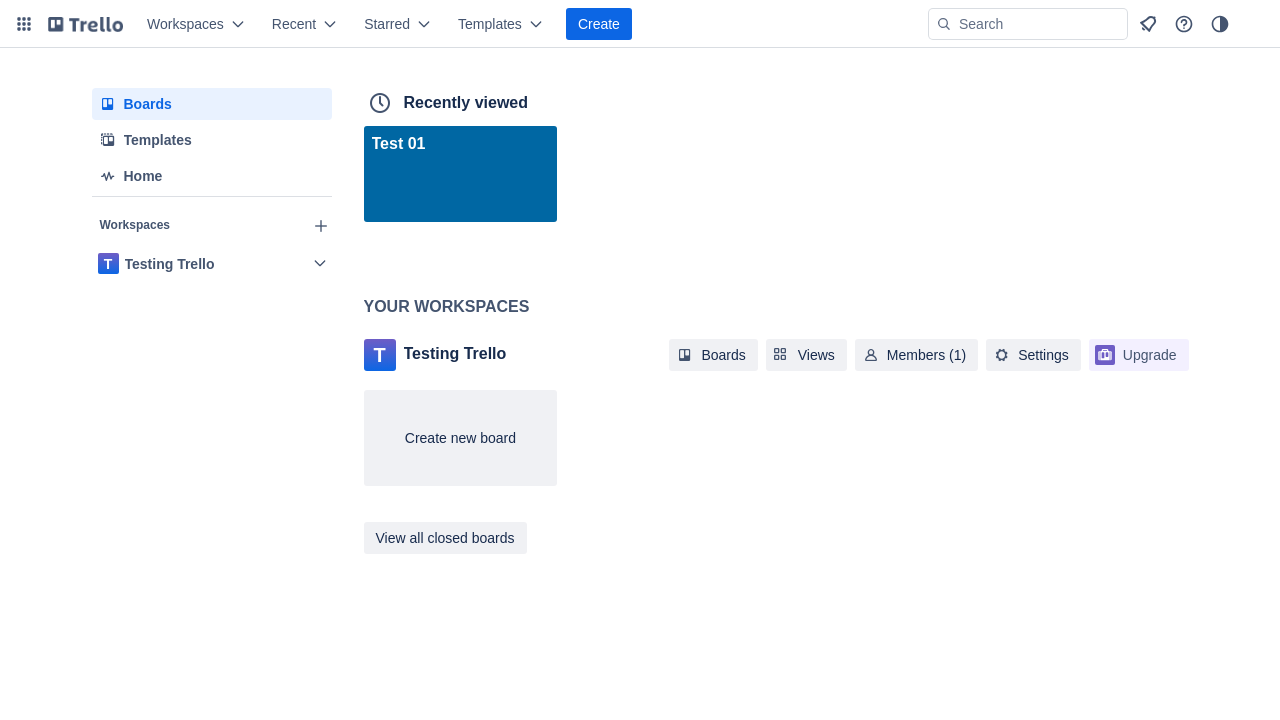 Trello
Workspaces
Recent
Starred
Templates
Create
Search
Boards
Templates
Home
Workspaces
T
Testing Trello
Recently viewed
Test 01
YOUR WORKSPACES
T
Testing Trello
Boards
Views
Members (1)
Settings
Upgrade
Create new board
View all closed boards